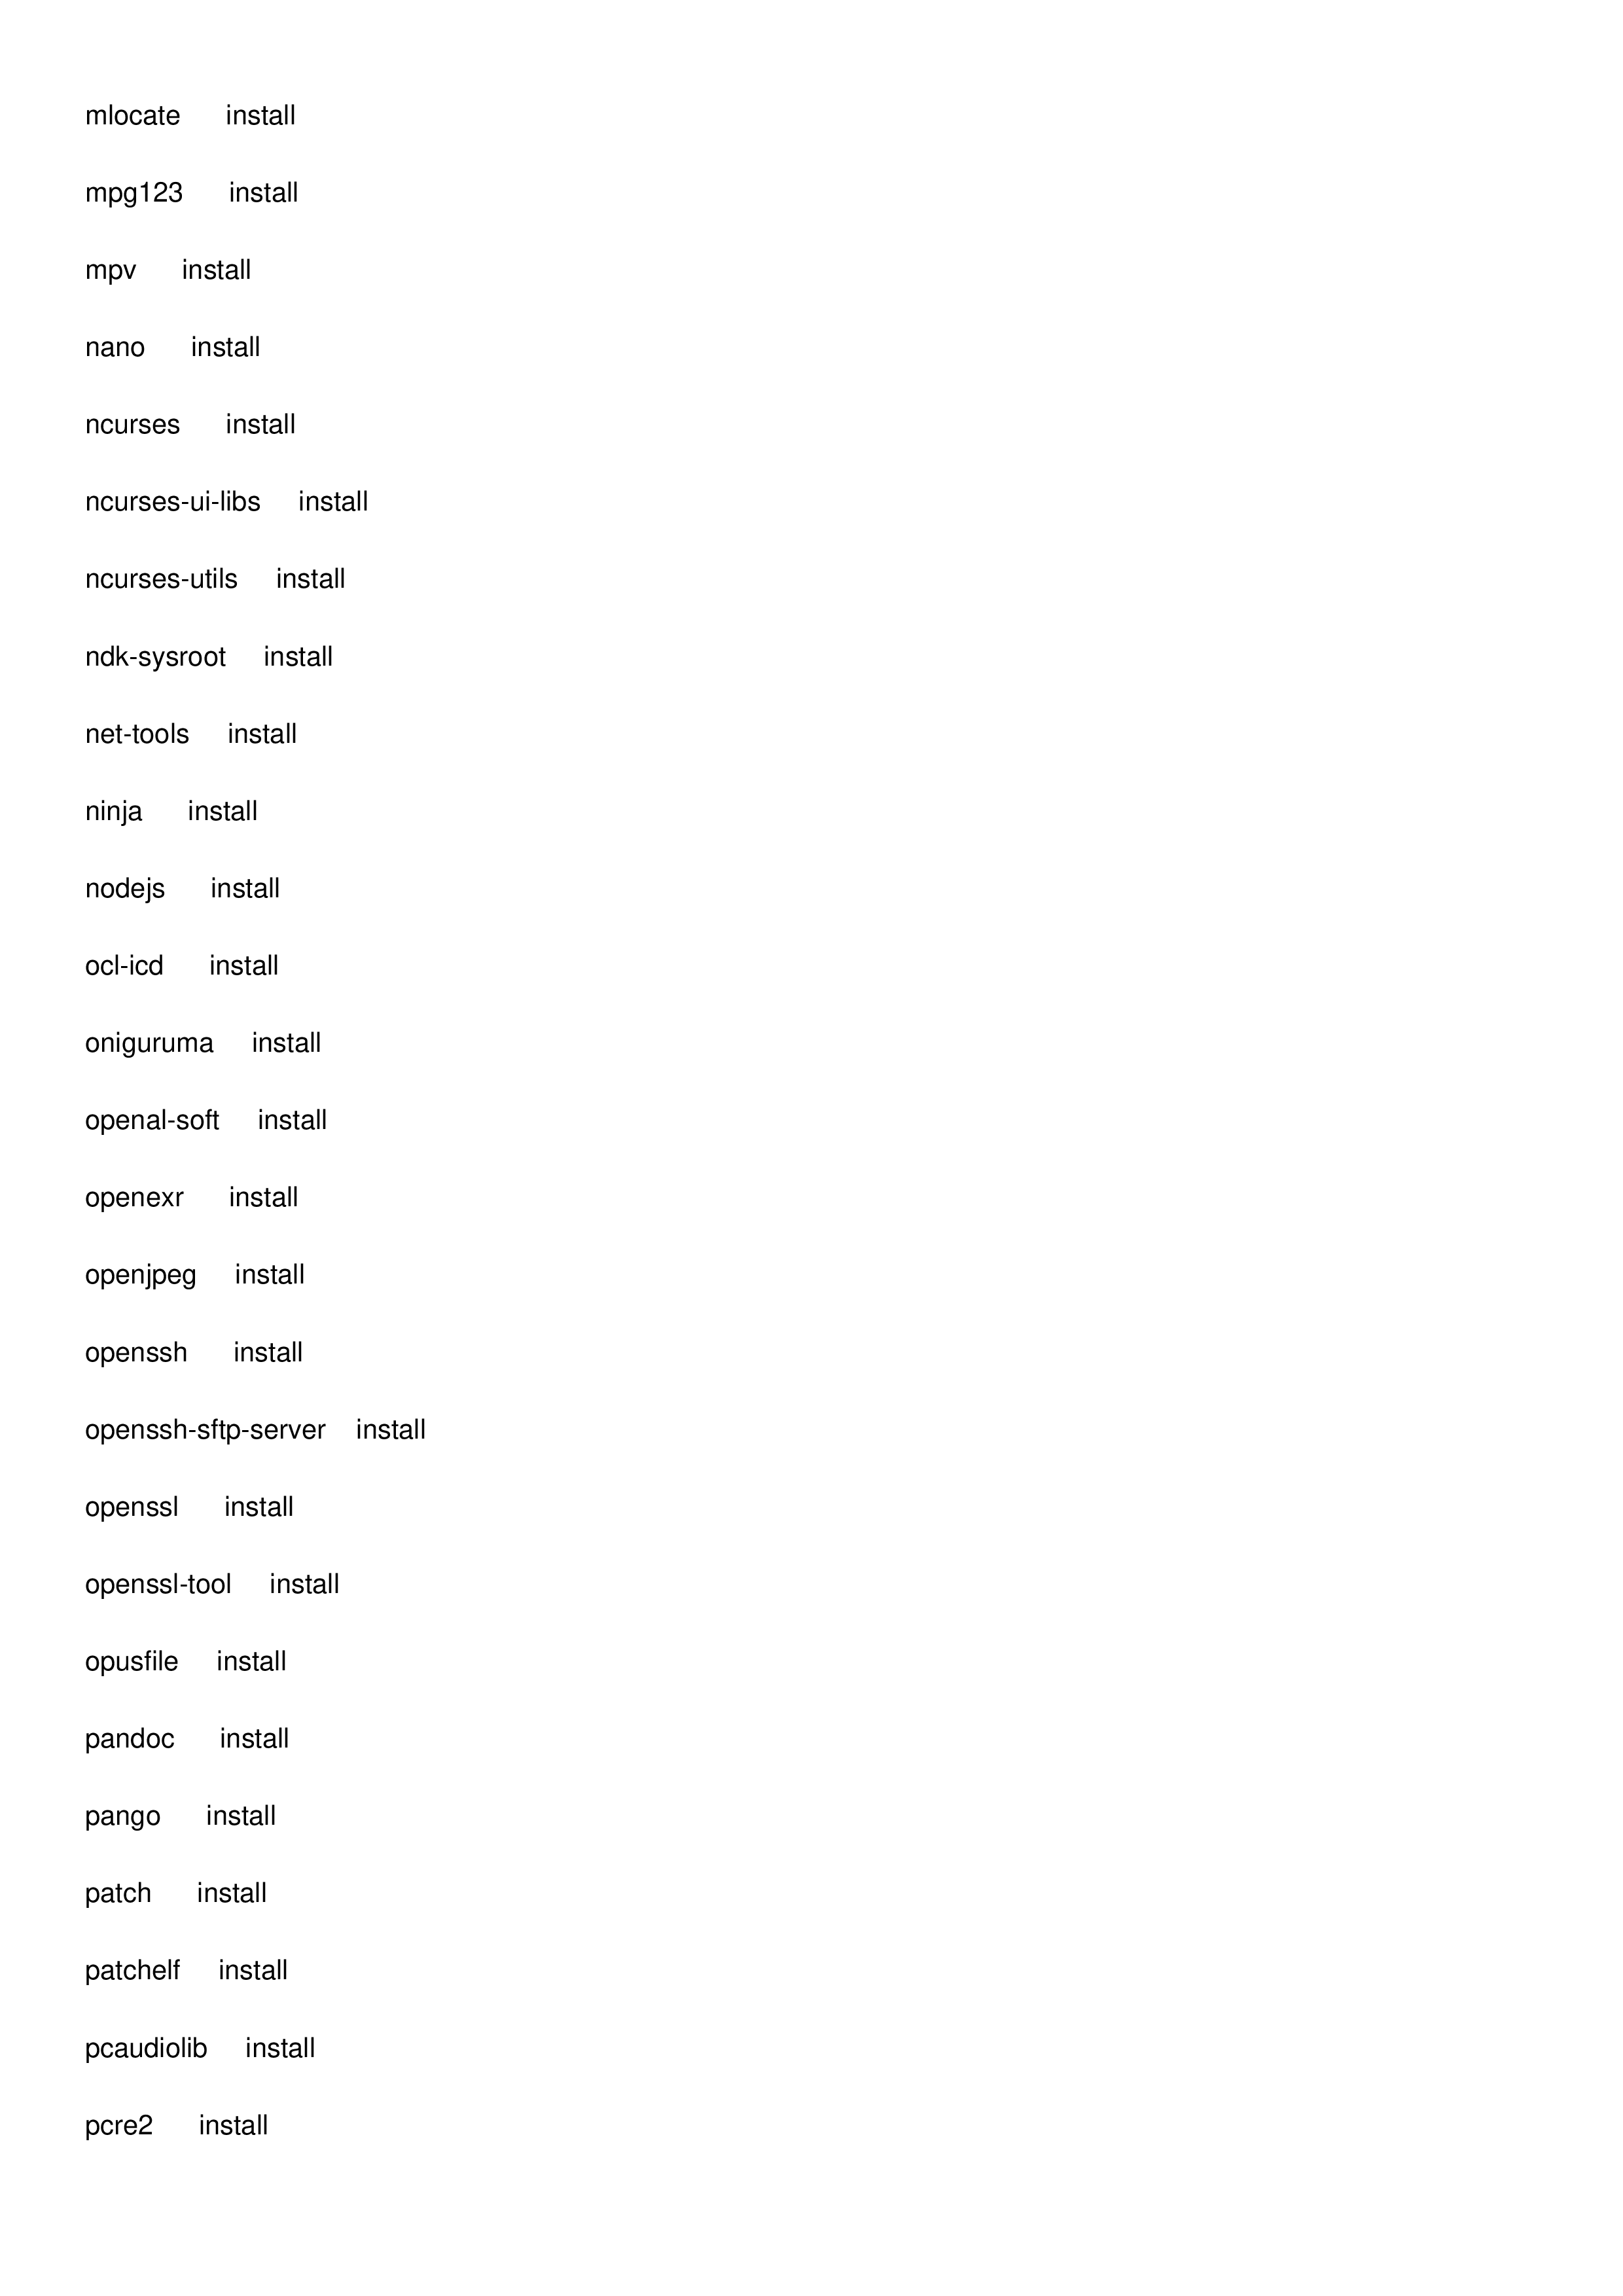 mlocate install
mpg123 install
mpv install
nano install
ncurses install
ncurses-ui-libs install
ncurses-utils install
ndk-sysroot install
net-tools install
ninja install
nodejs install
ocl-icd install
oniguruma install
openal-soft install
openexr install
openjpeg install
openssh install
openssh-sftp-server install
openssl install
openssl-tool install
opusfile install
pandoc install
pango install
patch install
patchelf install
pcaudiolib install
pcre2 install